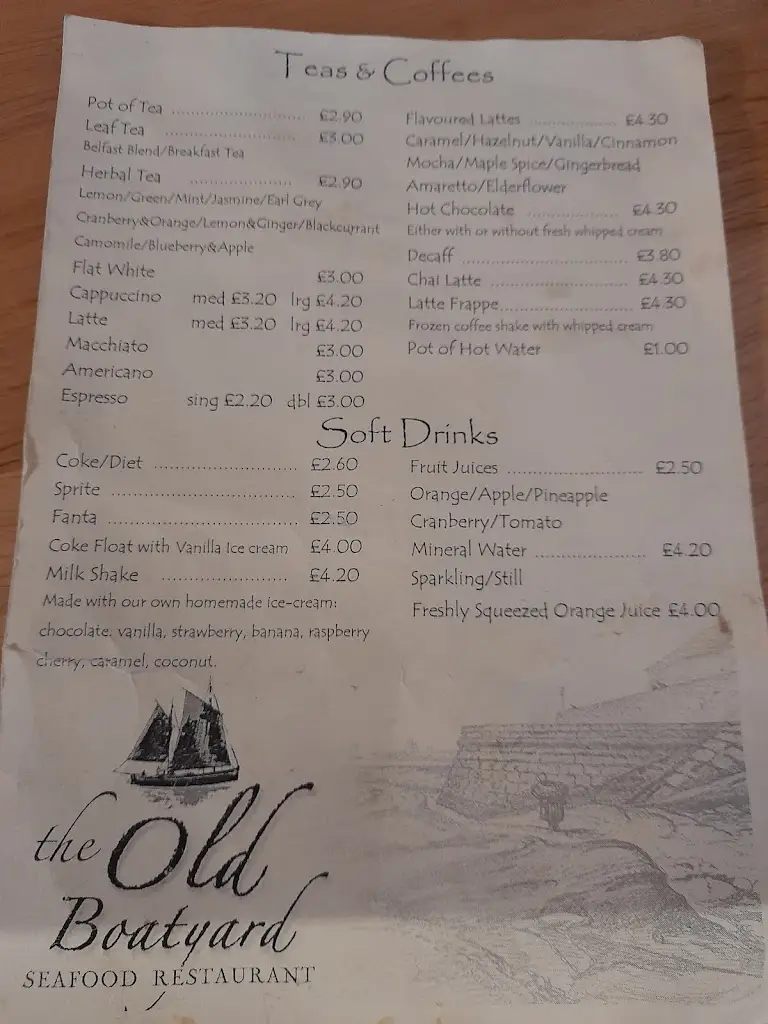 Teas & Coffees
Pot of Tea ............................ £2.90
Leaf Tea ............................ £3.00
Belfast Blend/Breakfast Tea
Herbal Tea ...................... £2.90
Lemon/Green/Mint/Jasmine/Earl Grey
Cranberry&Orange/Lemon&Ginger/Blackcurrant
Camomile/Blueberry&Apple
Flat White £3.00
Cappuccino med £3.20 lrg £4.20
Latte med £3.20 lrg £4.20
Macchiato £3.00
Americano £3.00
Espresso sing £2.20 dbl £3.00
Flavoured Lattes .................. £4.30
Caramel/Hazelnut/Vanilla/Cinnamon
Mocha/Maple Spice/Gingerbread
Amaretto/Elderflower
Hot Chocolate ................... £4.30
Either with or without fresh whipped cream
Decaff .................................... £3.80
Chai Latte .............................. £4.30
Latte Frappe............................ £4.30
Frozen coffee shake with whipped cream
Pot of Hot Water £1.00
Soft Drinks
Coke/Diet .............................. £2.60
Sprite ....................................... £2.50
Fanta ....................................... £2.50
Coke Float with Vanilla Ice cream £4.00
Milk Shake .......................... £4.20
Made with our own homemade ice-cream:
chocolate, vanilla, strawberry, banana, raspberry
cherry, caramel, coconut.
Fruit Juices ............................ £2.50
Orange/Apple/Pineapple
Cranberry/Tomato
Mineral Water ....................... £4.20
Sparkling/Still
Freshly Squeezed Orange Juice £4.00
the Old
Boatyard
SEAFOOD RESTAURANT